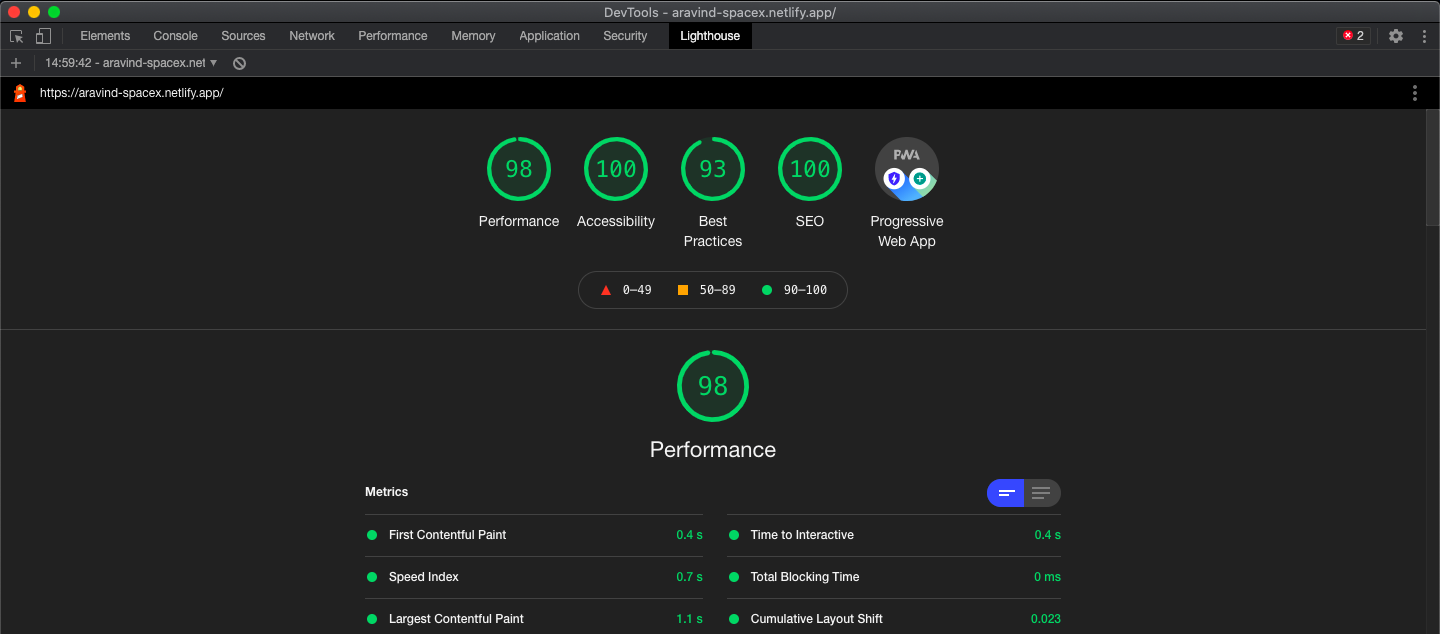 DevTools - aravind-spacex.netlify.app/
Elements Console Sources Network Performance Memory Application Security Lighthouse 2
14:59:42 - aravind-spacex.net
https://aravind-spacex.netlify.app/
98 100 93 100 PWA
Performance Accessibility Best Practices SEO Progressive Web App
0–49 50–89 90–100
98
Performance
Metrics
First Contentful Paint 0.4 s Time to Interactive 0.4 s
Speed Index 0.7 s Total Blocking Time 0 ms
Largest Contentful Paint 1.1 s Cumulative Layout Shift 0.023